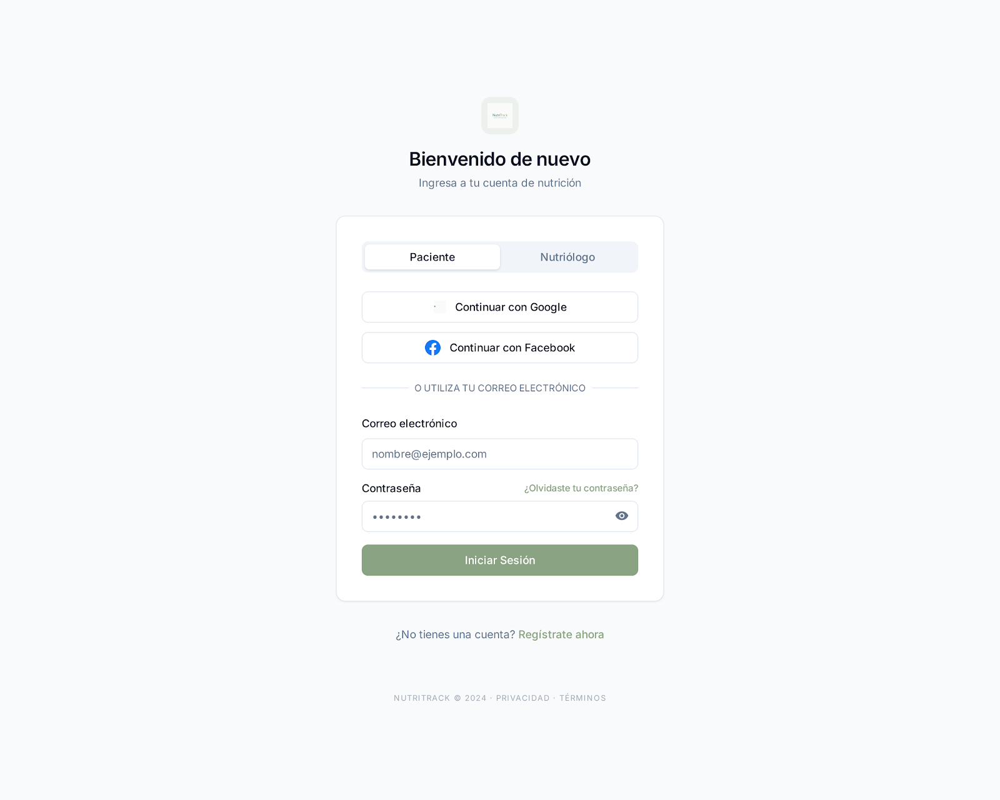 NutriTrack
Bienvenido de nuevo
Ingresa a tu cuenta de nutrición
Paciente
Nutriólogo
Continuar con Google
Continuar con Facebook
O UTILIZA TU CORREO ELECTRÓNICO
Correo electrónico
nombre@ejemplo.com
Contraseña
¿Olvidaste tu contraseña?
••••••••
Iniciar Sesión
¿No tienes una cuenta? Regístrate ahora
NUTRITRACK © 2024 · PRIVACIDAD · TÉRMINOS